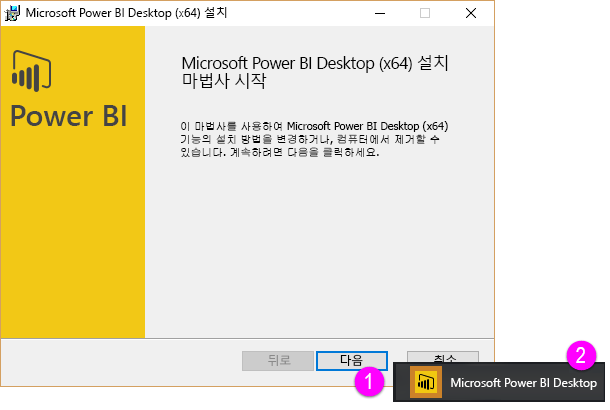 Microsoft Power BI Desktop (x64) 설치
Power BI
Microsoft Power BI Desktop (x64) 설치
마법사 시작
이 마법사를 사용하여 Microsoft Power BI Desktop (x64)
기능의 설치 방법을 변경하거나, 컴퓨터에서 제거할 수
있습니다. 계속하려면 다음을 클릭하세요.
뒤로
다음
취소
1
2
Microsoft Power BI Desktop